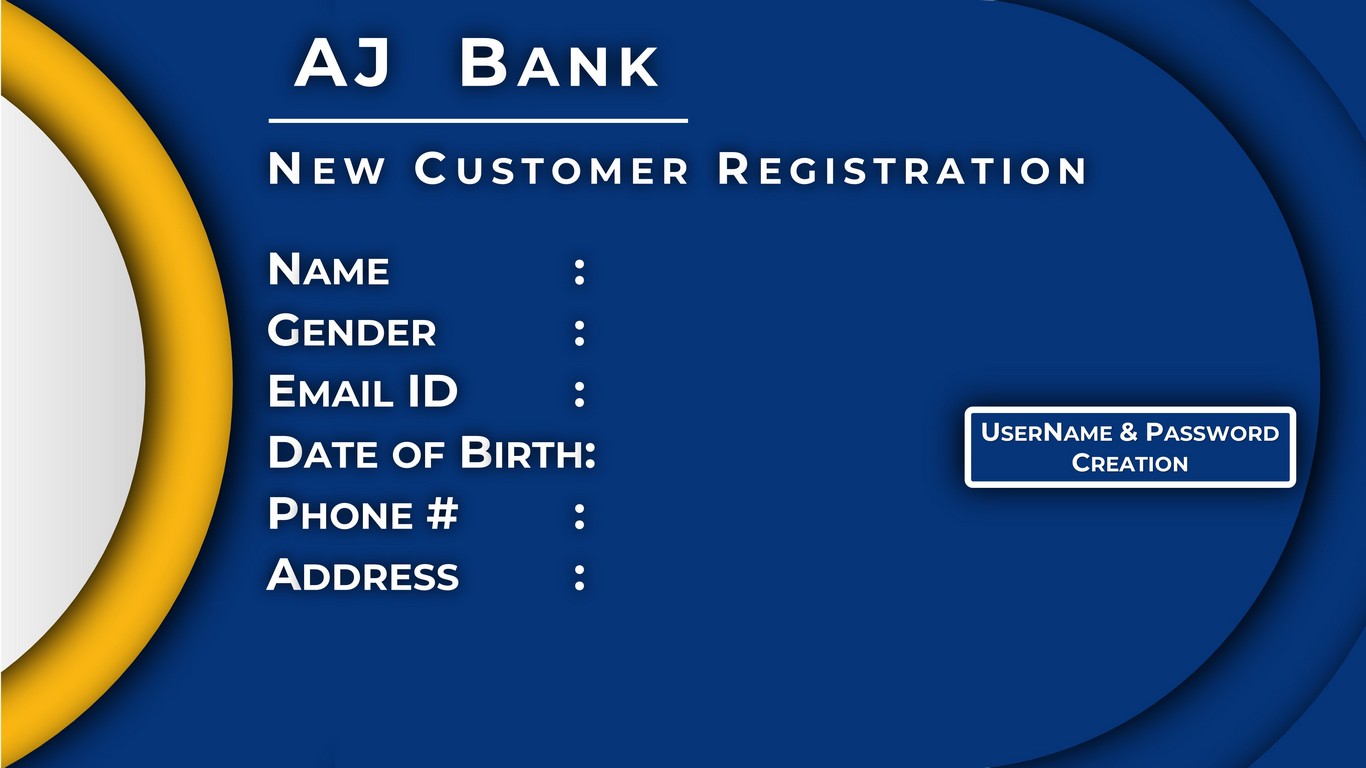 AJ Bank
New Customer Registration
Name :
Gender :
Email ID :
Date of Birth:
Phone # :
Address :
UserName & Password
Creation